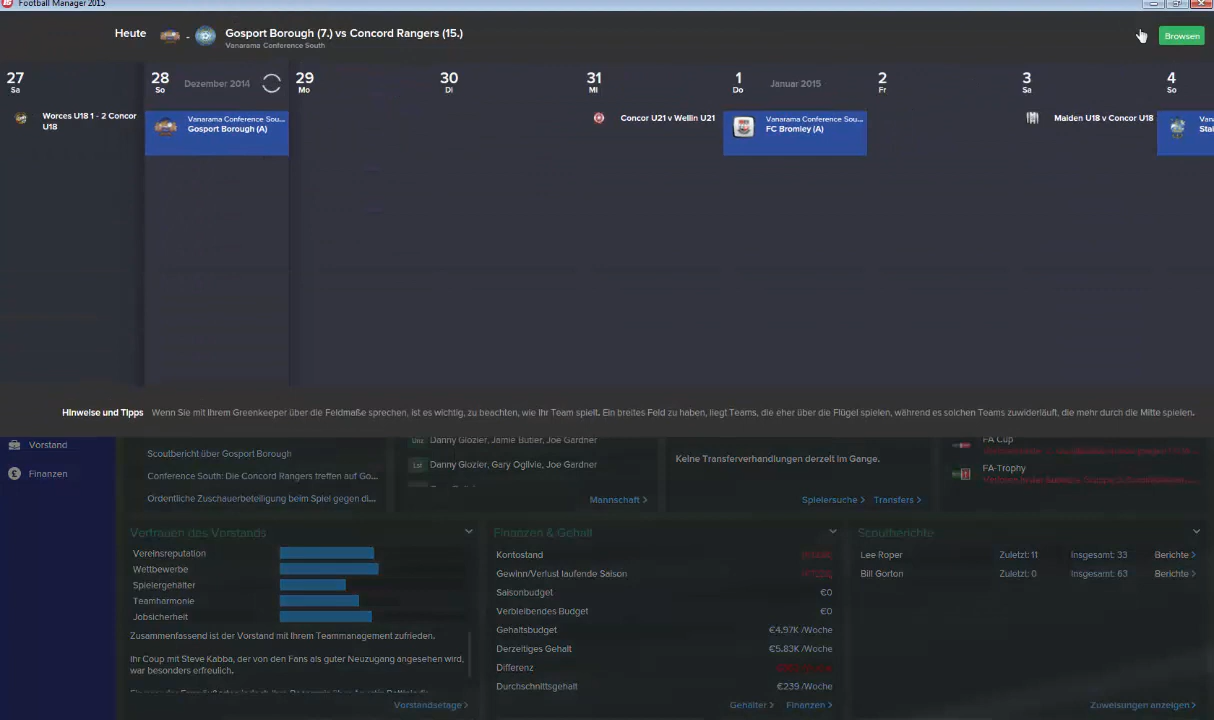 Football Manager 2015
Heute
Gosport Borough (7.) vs Concord Rangers (15.)
Vanarama Conference South
Browsen
27 Sa
28 So Dezember 2014
29 Mo
30 Di
31 Mi
1 Do Januar 2015
2 Fr
3 Sa
4 So
Worces U18 1 - 2 Concor U18
Vanarama Conference Sou...
Gosport Borough (A)
Concor U21 v Wellin U21
Vanarama Conference Sou...
FC Bromley (A)
Maiden U18 v Concor U18
Hinweise und Tipps Wenn Sie mit Ihrem Greenkeeper über die Feldmaße sprechen, ist es wichtig, zu beachten, wie Ihr Team spielt. Ein breites Feld zu haben, liegt Teams, die eher über die Flügel spielen, während es solchen Teams zuwiderläuft, die mehr durch die Mitte spielen.
Vorstand
Finanzen
Scoutbericht über Gosport Borough
Conference South: Die Concord Rangers treffen auf Go...
Ordentliche Zuschauerbeteiligung beim Spiel gegen di...
Danny Glozier, Jamie Butler, Joe Gardner
Danny Glozier, Gary Ogilvie, Joe Gardner
Mannschaft >
Keine Transferverhandlungen derzeit im Gange.
Spielersuche > Transfers >
FA Cup
FA-Trophy
Vertrauen des Vorstands
Vereinsreputation
Wettbewerbe
Spielergehälter
Teamharmonie
Jobsicherheit
Zusammenfassend ist der Vorstand mit Ihrem Teammanagement zufrieden.
Ihr Coup mit Steve Kabba, der von den Fans als guter Neuzugang angesehen wird,
war besonders erfreulich.
Vorstandsetage >
Finanzen & Gehalt
Kontostand
Gewinn/Verlust laufende Saison
Saisonbudget €0
Verbleibendes Budget €0
Gehaltsbudget €4.97K /Woche
Derzeitiges Gehalt €5.83K /Woche
Differenz
Durchschnittsgehalt €239 /Woche
Gehälter > Finanzen >
Scoutberichte
Lee Roper Zuletzt: 11 Insgesamt: 33 Berichte >
Bill Gorton Zuletzt: 0 Insgesamt: 63 Berichte >
Zuweisungen anzeigen >